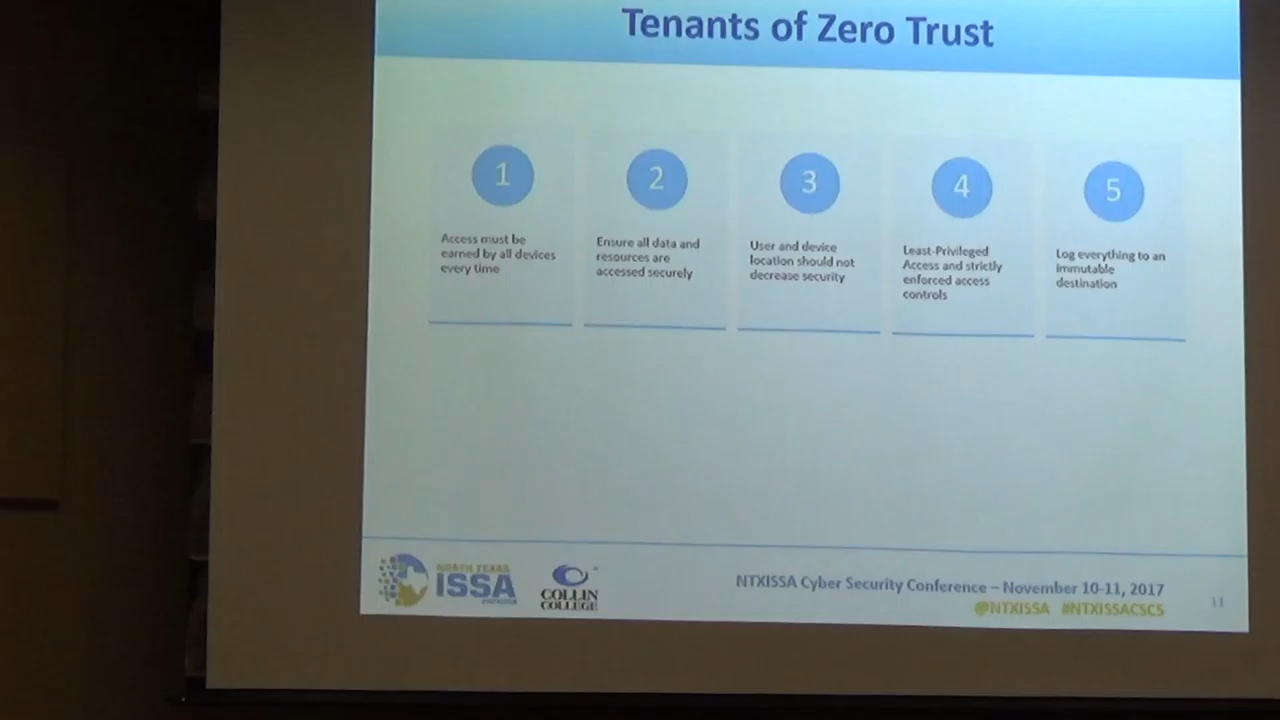 Tenants of Zero Trust
1
Access must be
earned by all devices
every time
2
Ensure all data and
resources are
accessed securely
3
User and device
location should not
decrease security
4
Least-Privileged
Access and strictly
enforced access
controls
5
Log everything to an
immutable
destination
NORTH TEXAS
ISSA
COLLIN
COLLEGE
NTXISSA Cyber Security Conference – November 10-11, 2017
@NTXISSA #NTXISSACSC5
11